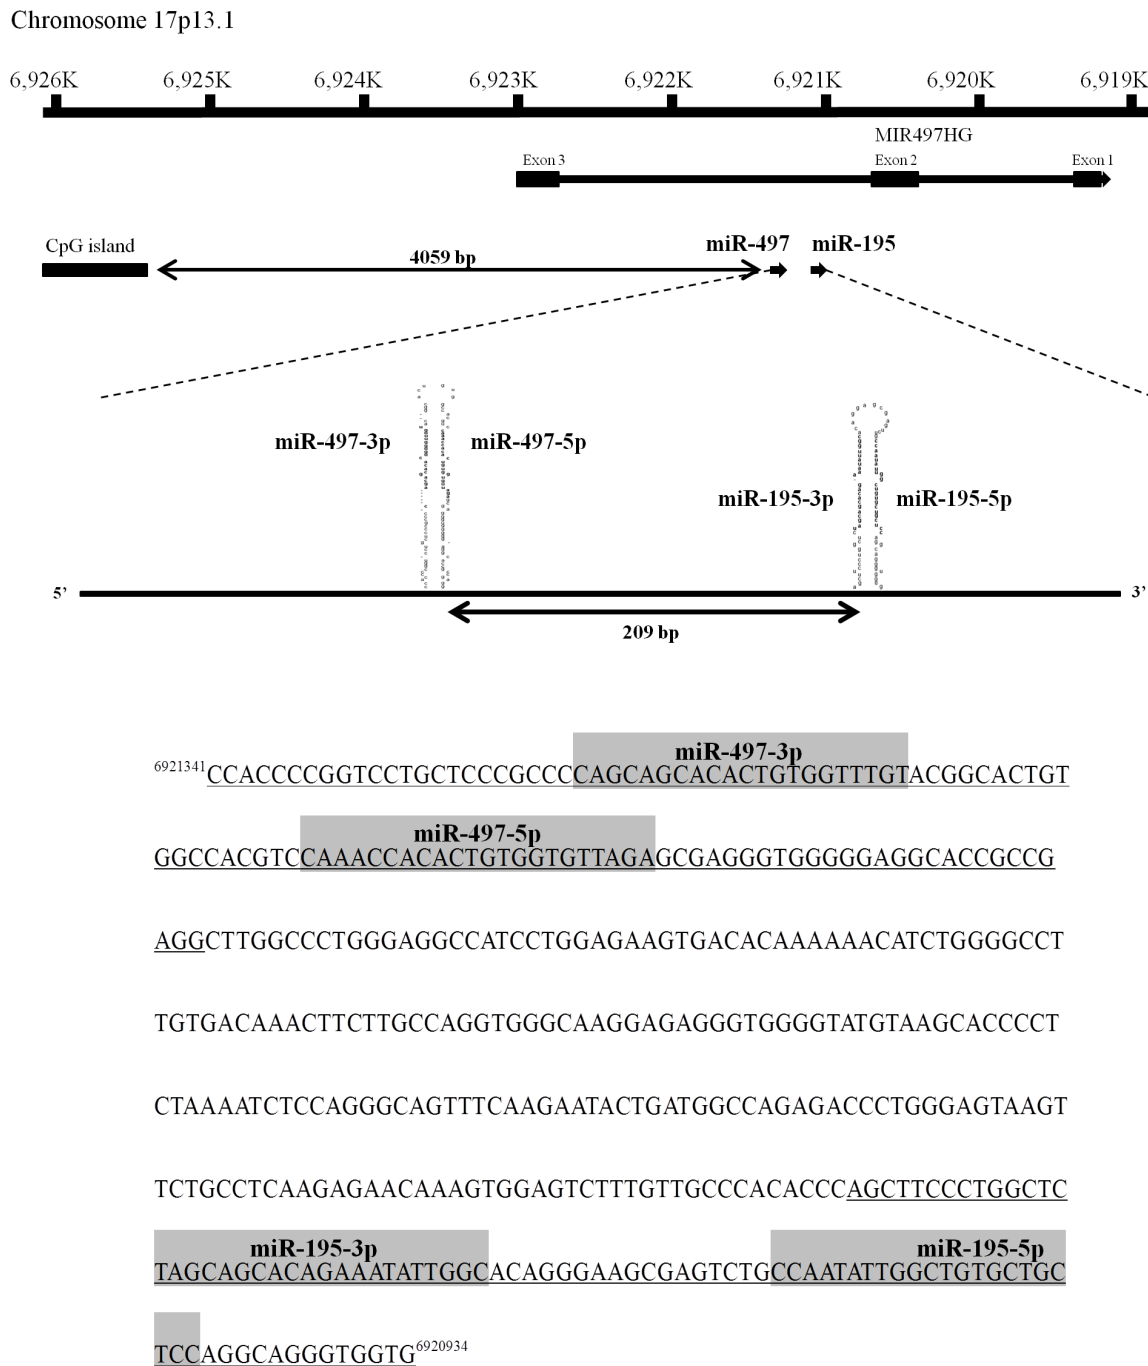 Chromosome 17p13.1
6,926K 6,925K 6,924K 6,923K 6,922K 6,921K 6,920K 6,919K
MIR497HG
Exon 3 Exon 2 Exon 1
CpG island 4059 bp miR-497 miR-195
miR-497-3p miR-497-5p
miR-195-3p miR-195-5p
5’ 3’
209 bp
miR-497-3p
6921341CCACCCCGGTCCTGCTCCCGCCCCAGCAGCACACTGTGGTTTGTACGGCACTGT
miR-497-5p
GGCCACGTCCAAACCACACTGTGGTGTTAGAGCGAGGGTGGGGGAGGCACCGCCG
AGGCTTGGCCCTGGGAGGCCATCCTGGAGAAGTGACACAAAAAACATCTGGGGCCT
TGTGACAAACTTCTTGCCAGGTGGGCAAGGAGAGGGTGGGGTATGTAAGCACCCCT
CTAAAATCTCCAGGGCAGTTTCAAGAATACTGATGGCCAGAGACCCTGGGAGTAAGT
TCTGCCTCAAGAGAACAAAGTGGAGTCTTTGTTGCCCACACCCAGCTTCCCTGGCTC
miR-195-3p miR-195-5p
TAGCAGCACAGAAATATTGGCACAGGGAAGCGAGTCTGCCAATATTGGCTGTGCTGC
TCCAGGCAGGGTGGTG6920934